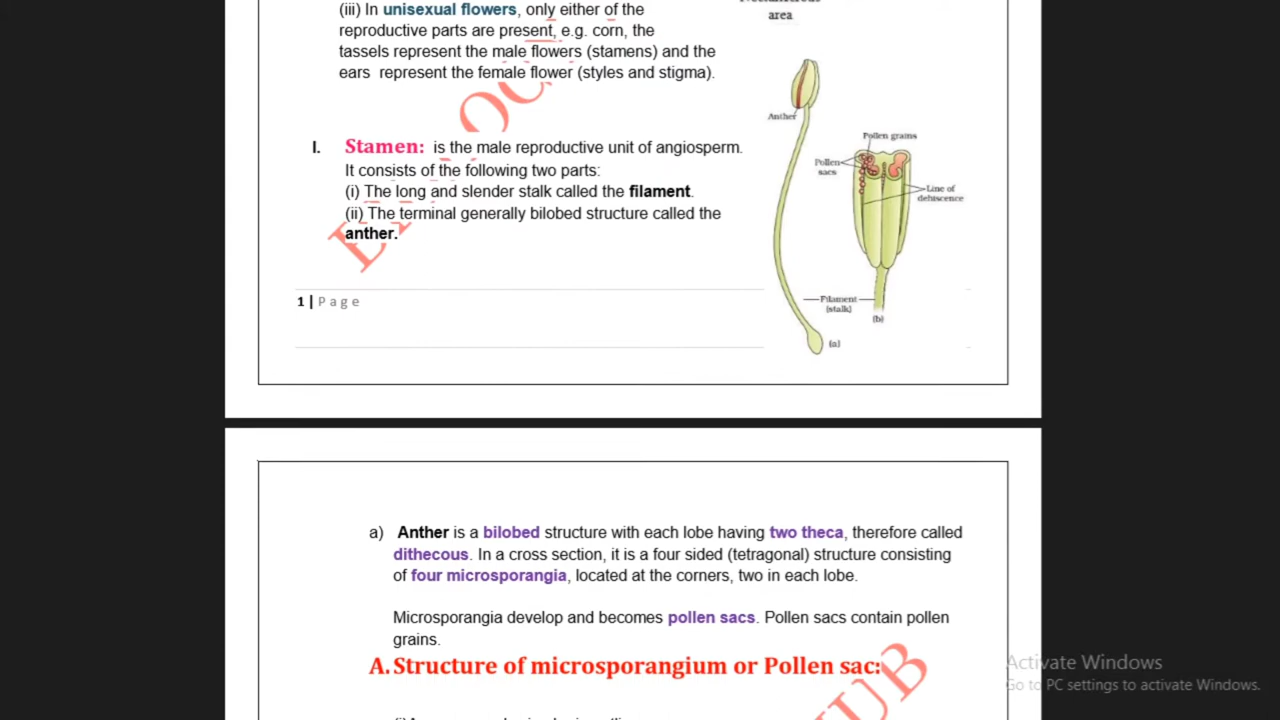 (iii) In unisexual flowers, only either of the
reproductive parts are present, e.g. corn, the
tassels represent the male flowers (stamens) and the
ears represent the female flower (styles and stigma).
area
I. Stamen: is the male reproductive unit of angiosperm.
It consists of the following two parts:
(i) The long and slender stalk called the filament.
(ii) The terminal generally bilobed structure called the
anther.
Anther
Pollen grains
Pollen
sacs
Line of
dehiscence
Filament
(stalk)
(b)
(a)
1 | Page
a) Anther is a bilobed structure with each lobe having two theca, therefore called
dithecous. In a cross section, it is a four sided (tetragonal) structure consisting
of four microsporangia, located at the corners, two in each lobe.
Microsporangia develop and becomes pollen sacs. Pollen sacs contain pollen
grains.
A. Structure of microsporangium or Pollen sac:
HUB
Activate Windows
Go to PC settings to activate Windows.